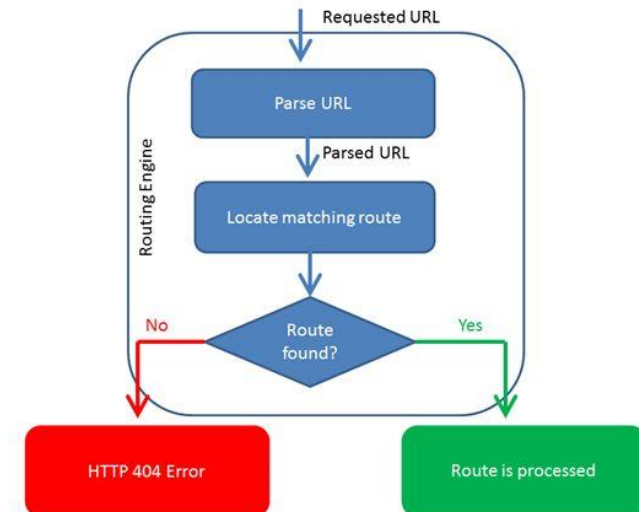 Requested URL
Parse URL
Parsed URL
Routing Engine
Locate matching route
No
Route
found?
Yes
HTTP 404 Error
Route is processed